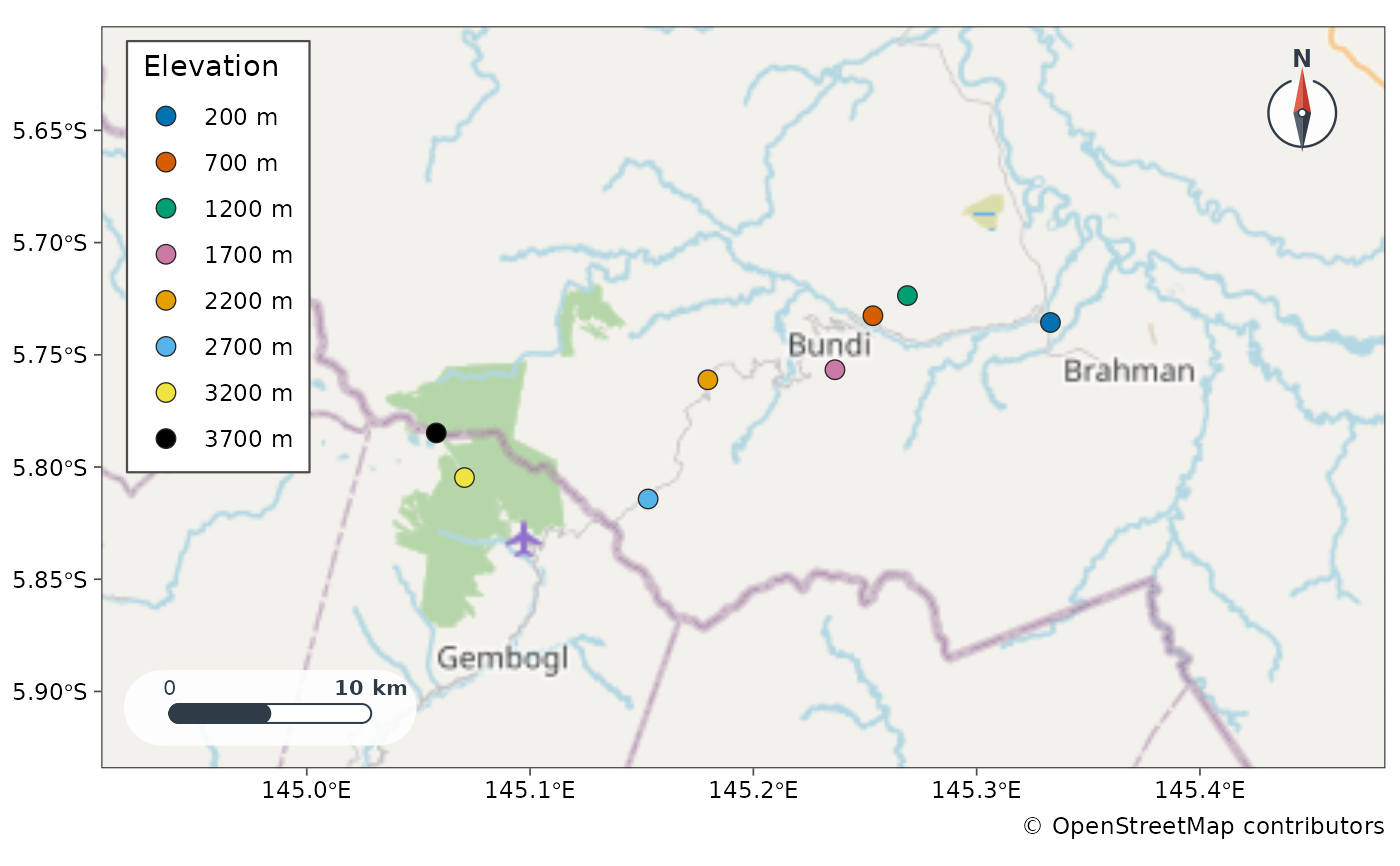 Elevation
200 m
700 m
1200 m
1700 m
2200 m
2700 m
3200 m
3700 m
N
5.65°S
5.70°S
5.75°S
5.80°S
5.85°S
5.90°S
Bundi
Brahman
Gembogl
0 10 km
145.0°E 145.1°E 145.2°E 145.3°E 145.4°E
© OpenStreetMap contributors